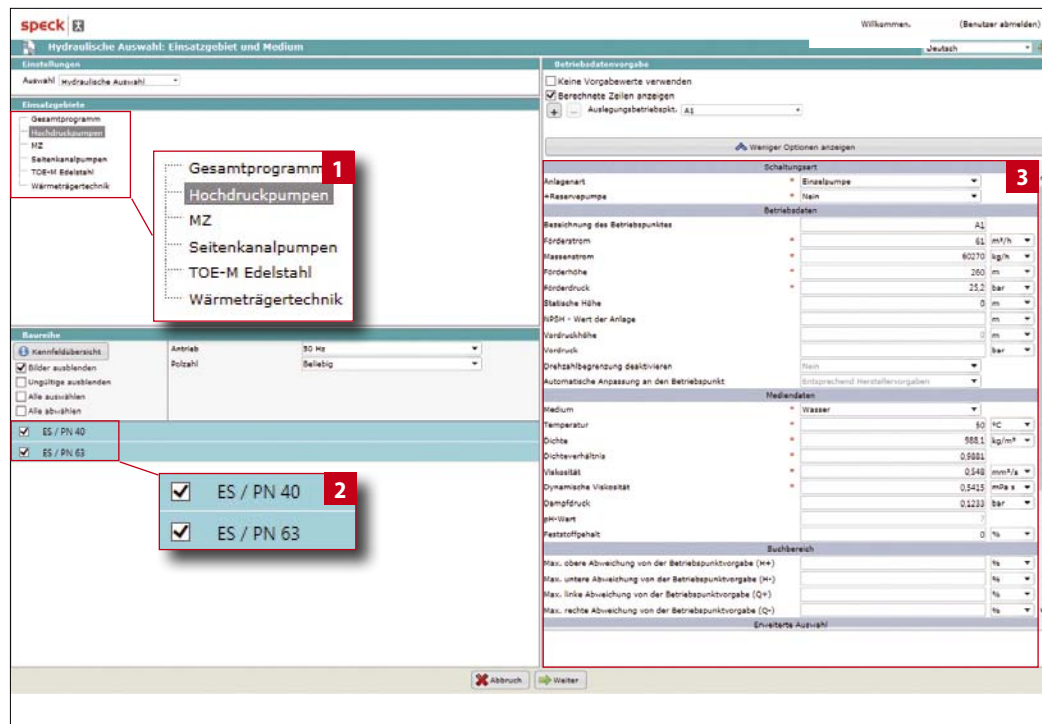 speck
Willkommen. (Benutzer abmelden)
Hydraulische Auswahl: Einsatzgebiet und Medium
Deutsch
Einstellungen
Auswahl Hydraulische Auswahl
Einsatzgebiete
Gesamtprogramm
Hochdruckpumpen
MZ
Seitenkanalpumpen
TOE-M Edelstahl
Wärmeträgertechnik
1
Gesamtprogramm
Hochdruckpumpen
MZ
Seitenkanalpumpen
TOE-M Edelstahl
Wärmeträgertechnik
Baureihe
Kennfeldübersicht
Bilder ausblenden
Ungültige ausblenden
Alle auswählen
Alle abwählen
Antrieb 50 Hz
Polzahl Beliebig
ES / PN 40
ES / PN 63
2
ES / PN 40
ES / PN 63
Betriebsdatenvorgabe
Keine Vorgabewerte verwenden
Berechnete Zeilen anzeigen
+ ... Auslegungsbetriebspkt. A1
Weniger Optionen anzeigen
3
Schaltungsart
Anlagenart * Einzelpumpe
+Reservepumpe * Nein
Betriebsdaten
Bezeichnung des Betriebspunktes A1
Förderstrom * 61 m³/h
Massenstrom * 60270 kg/h
Förderhöhe * 260 m
Förderdruck * 25,2 bar
Statische Höhe 0 m
NPSH - Wert der Anlage m
Vordruckhöhe 0 m
Vordruck bar
Drehzahlbegrenzung deaktivieren Nein
Automatische Anpassung an den Betriebspunkt Entsprechend Herstellervorgaben
Mediendaten
Medium * Wasser
Temperatur * 50 °C
Dichte * 988,1 kg/m³
Dichteverhältnis 0,9881
Viskosität * 0,548 mm²/s
Dynamische Viskosität * 0,5415 mPa s
Dampfdruck 0,1233 bar
pH-Wert 7
Feststoffgehalt 0 %
Suchbereich
Max. obere Abweichung von der Betriebspunktvorgabe (H+) %
Max. untere Abweichung von der Betriebspunktvorgabe (H-) %
Max. linke Abweichung von der Betriebspunktvorgabe (Q+) %
Max. rechte Abweichung von der Betriebspunktvorgabe (Q-) %
Erweiterte Auswahl
Abbruch
Weiter